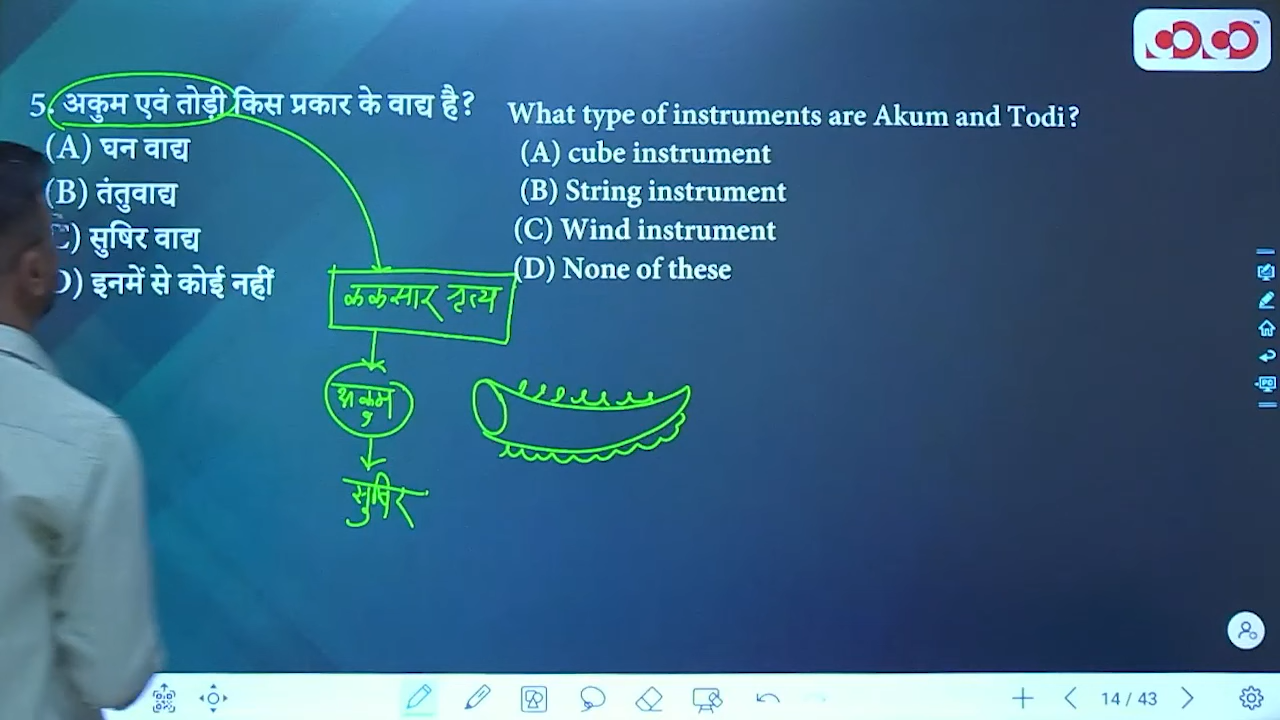 5. अकुम एवं तोड़ी किस प्रकार के वाद्य है?
(A) घन वाद्य
(B) तंतुवाद्य
C) सुषिर वाद्य
D) इनमें से कोई नहीं
What type of instruments are Akum and Todi?
(A) cube instrument
(B) String instrument
(C) Wind instrument
(D) None of these
ककसार नृत्य
अकुम
सुषिर
14 / 43